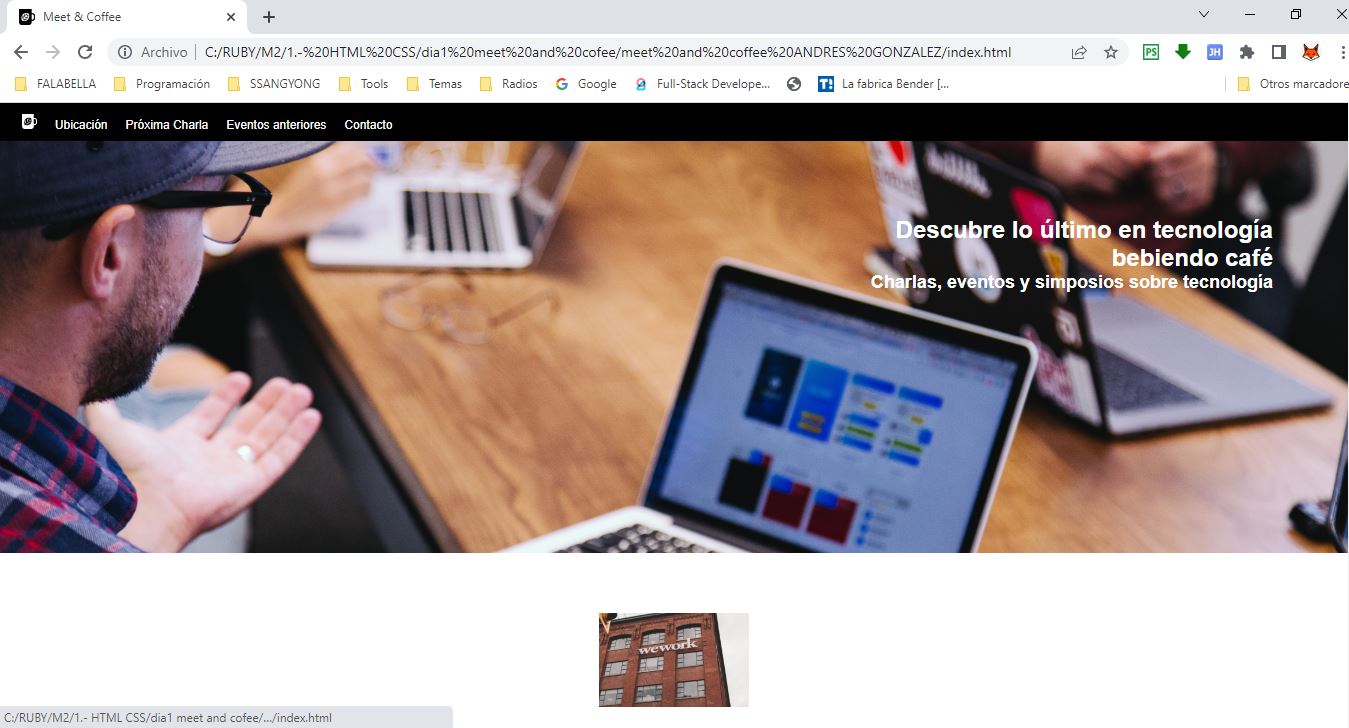 Meet & Coffee
Archivo
C:/RUBY/M2/1.-%20HTML%20CSS/dia1%20meet%20and%20cofee/meet%20and%20coffee%20ANDRES%20GONZALEZ/index.html
PS
JH
FALABELLA
Programación
SSANGYONG
Tools
Temas
Radios
Google
Full-Stack Develope...
La fabrica Bender [...
Otros marcadore
Ubicación
Próxima Charla
Eventos anteriores
Contacto
Descubre lo último en tecnología
bebiendo café
Charlas, eventos y simposios sobre tecnología
wework
C:/RUBY/M2/1.- HTML CSS/dia1 meet and cofee/.../index.html